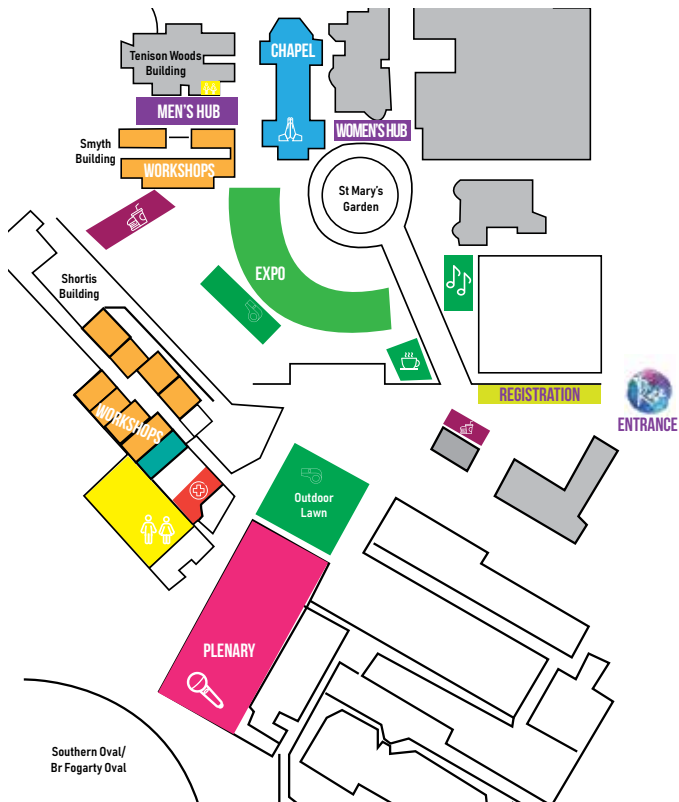 Tenison Woods
Building
CHAPEL
MEN'S HUB
WOMEN'S HUB
Smyth
Building
WORKSHOPS
St Mary's
Garden
EXPO
Shortis
Building
REGISTRATION
Rise
ENTRANCE
WORKSHOPS
Outdoor
Lawn
PLENARY
Southern Oval/
Br Fogarty Oval